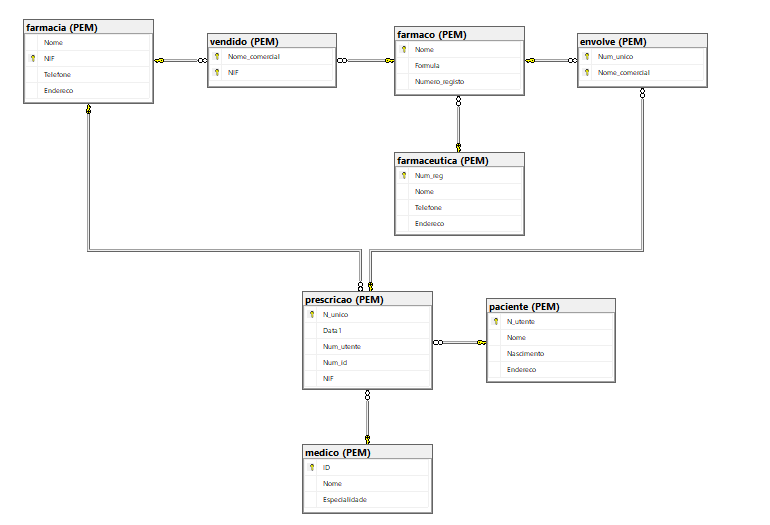 farmacia (PEM)
Nome
NIF
Telefone
Endereco
vendido (PEM)
Nome_comercial
NIF
farmaco (PEM)
Nome
Formula
Numero_registo
envolve (PEM)
Num_unico
Nome_comercial
farmaceutica (PEM)
Num_reg
Nome
Telefone
Endereco
prescricao (PEM)
N_unico
Data1
Num_utente
Num_id
NIF
paciente (PEM)
N_utente
Nome
Nascimento
Endereco
medico (PEM)
ID
Nome
Especialidade